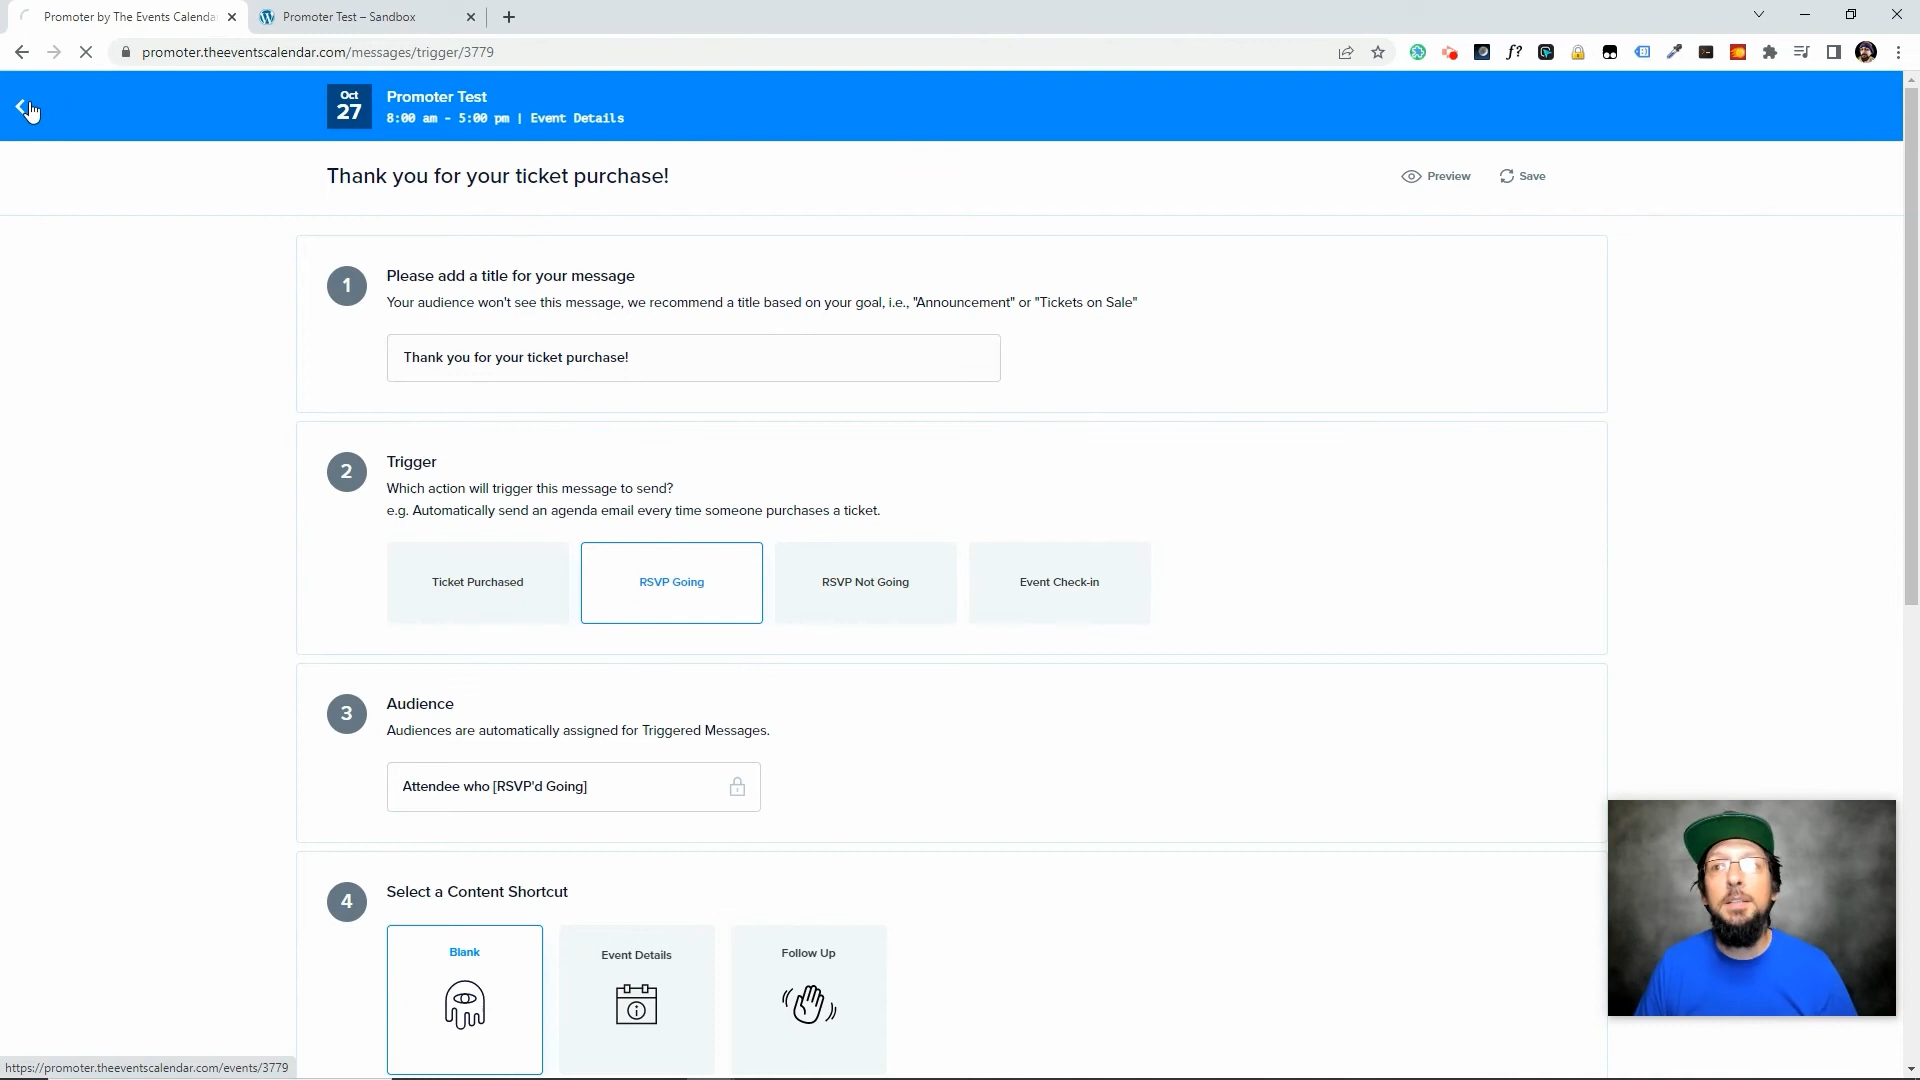 Promoter by The Events Calenda
Promoter Test – Sandbox
promoter.theeventscalendar.com/messages/trigger/3779
Oct
27
Promoter Test
8:00 am - 5:00 pm | Event Details
Thank you for your ticket purchase!
Preview
Save
1
Please add a title for your message
Your audience won't see this message, we recommend a title based on your goal, i.e., "Announcement" or "Tickets on Sale"
Thank you for your ticket purchase!
2
Trigger
Which action will trigger this message to send?
e.g. Automatically send an agenda email every time someone purchases a ticket.
Ticket Purchased
RSVP Going
RSVP Not Going
Event Check-in
3
Audience
Audiences are automatically assigned for Triggered Messages.
Attendee who [RSVP'd Going]
4
Select a Content Shortcut
Blank
Event Details
Follow Up
https://promoter.theeventscalendar.com/events/3779